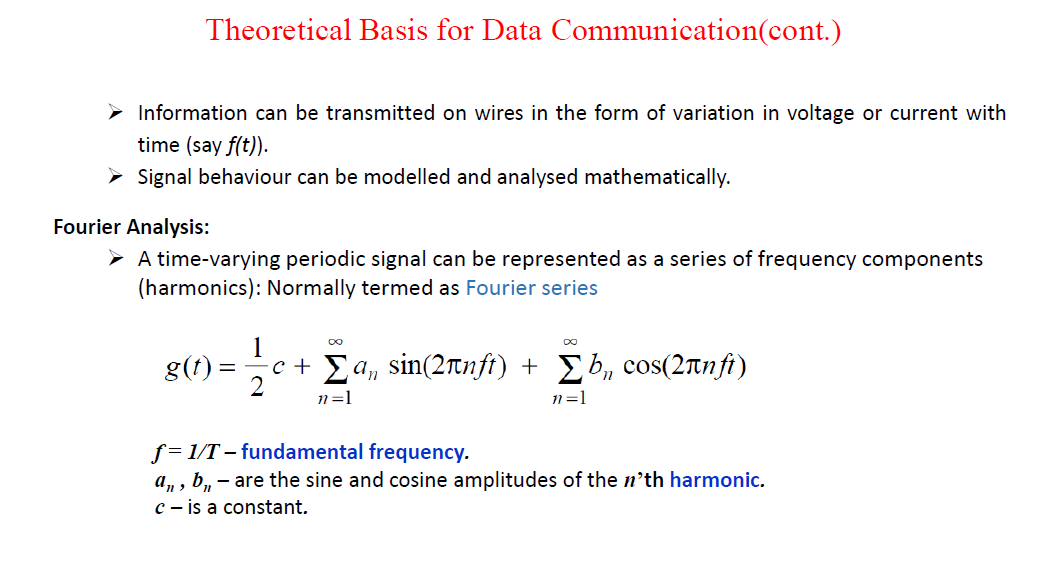 Theoretical Basis for Data Communication(cont.)
➢ Information can be transmitted on wires in the form of variation in voltage or current with
time (say f(t)).
➢ Signal behaviour can be modelled and analysed mathematically.
Fourier Analysis:
➢ A time-varying periodic signal can be represented as a series of frequency components
(harmonics): Normally termed as Fourier series
g(t) = 1/2 c + ∑_{n=1}^{∞} a_n sin(2πnft) + ∑_{n=1}^{∞} b_n cos(2πnft)
f = 1/T – fundamental frequency.
a_n , b_n – are the sine and cosine amplitudes of the n’th harmonic.
c – is a constant.